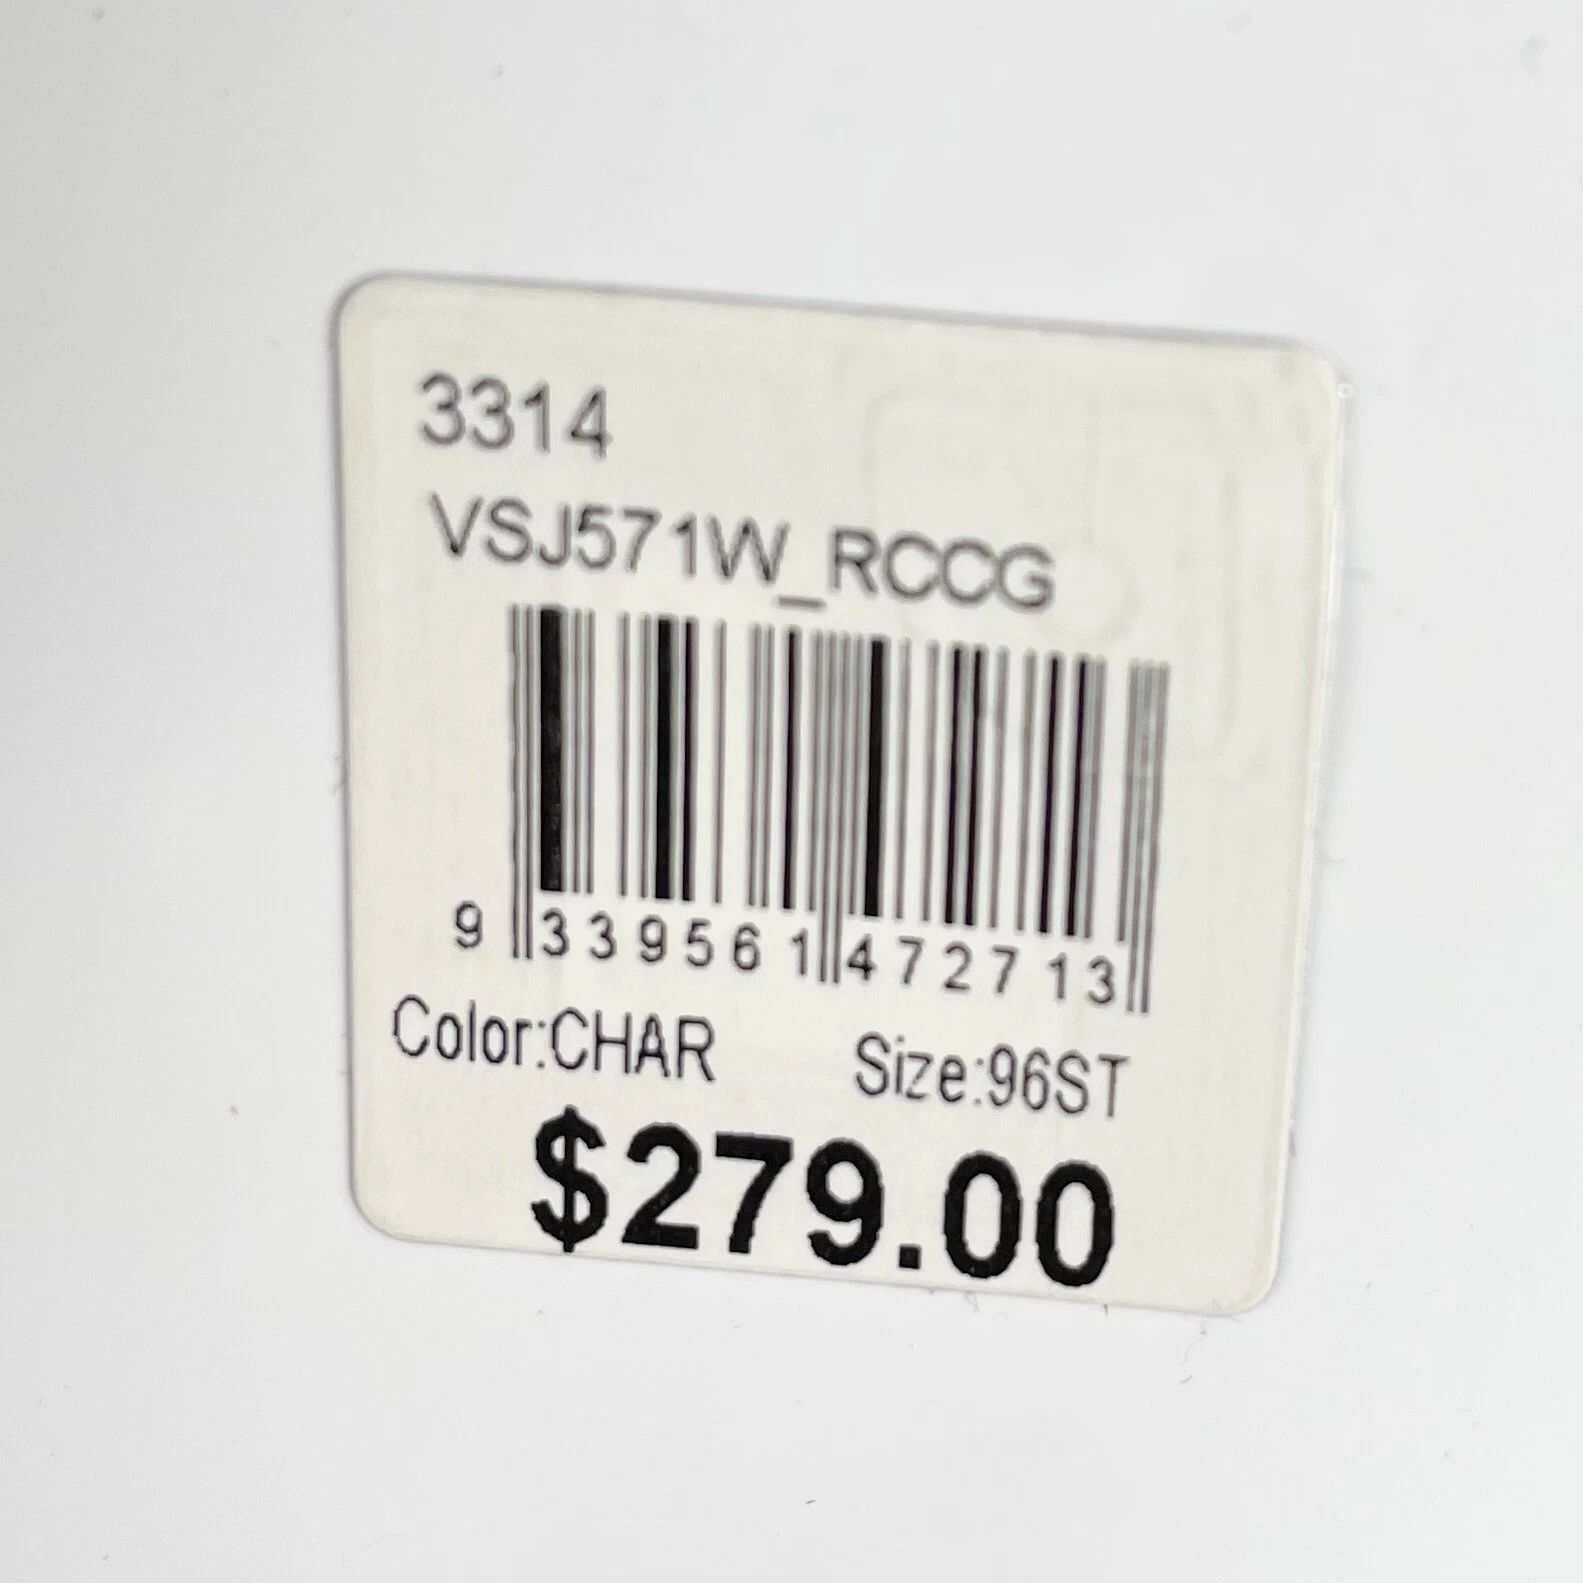 3314
VSJ571W_RCCG
9 339561 472713
Color:CHAR Size:96ST
$279.00